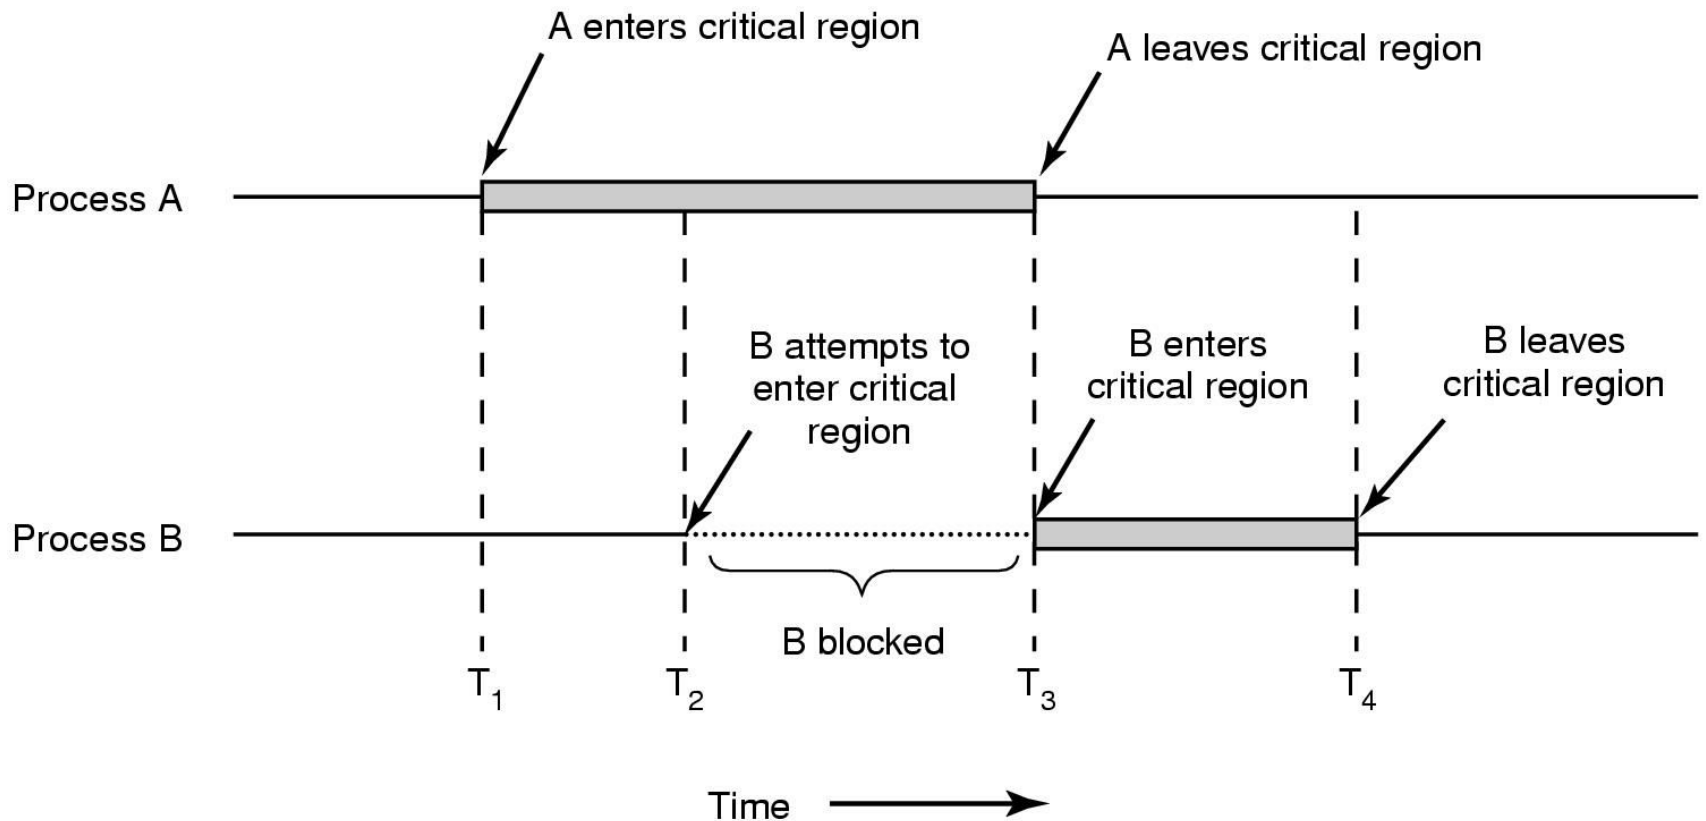 A enters critical region
A leaves critical region
Process A
B attempts to
enter critical
region
B enters
critical region
B leaves
critical region
Process B
B blocked
T1
T2
T3
T4
Time